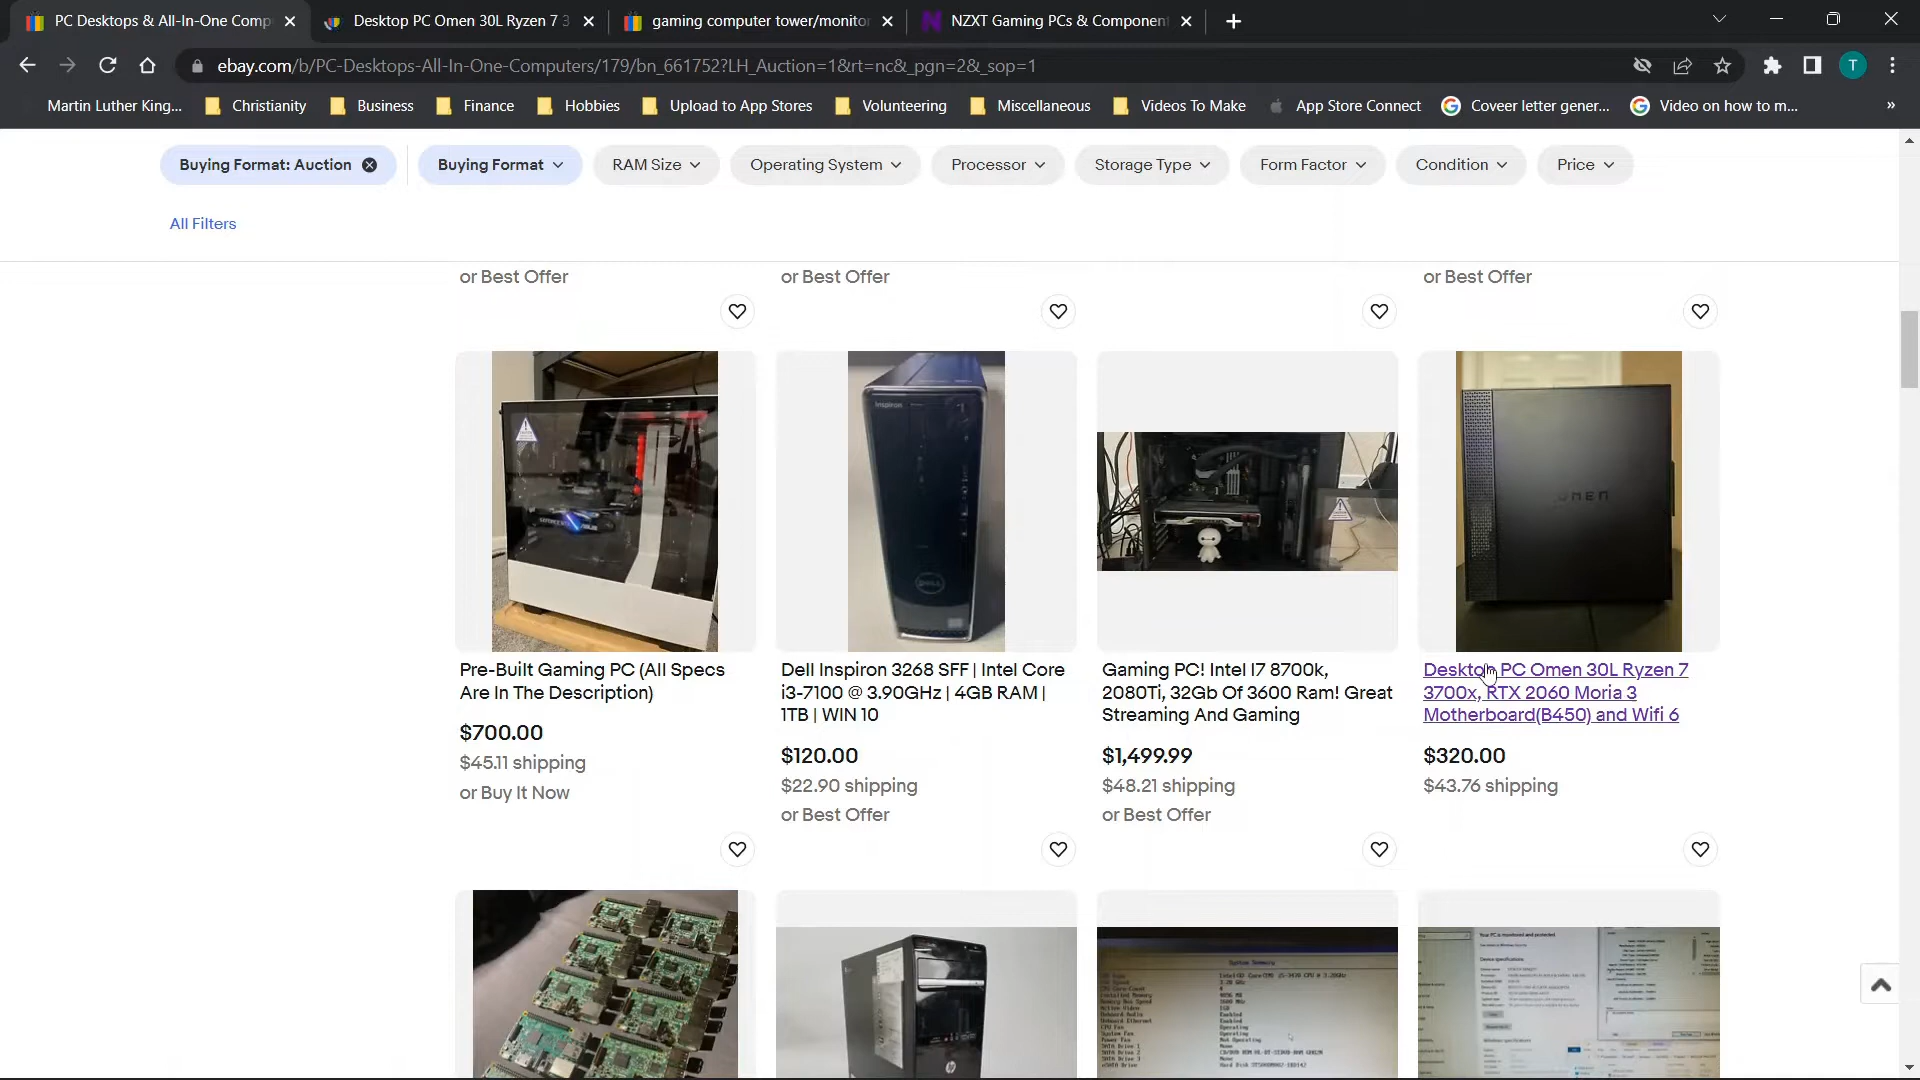 PC Desktops & All-In-One Comp
Desktop PC Omen 30L Ryzen 7 3
gaming computer tower/monitor
NZXT Gaming PCs & Component
ebay.com/b/PC-Desktops-All-In-One-Computers/179/bn_661752?LH_Auction=1&rt=nc&_pgn=2&_sop=1
T
Martin Luther King...
Christianity
Business
Finance
Hobbies
Upload to App Stores
Volunteering
Miscellaneous
Videos To Make
App Store Connect
Coveer letter gener...
Video on how to m...
»
Buying Format: Auction
Buying Format
RAM Size
Operating System
Processor
Storage Type
Form Factor
Condition
Price
All Filters
or Best Offer
or Best Offer
or Best Offer
Inspiron
DELL
OMEN
Pre-Built Gaming PC (All Specs
Are In The Description)
$700.00
$45.11 shipping
or Buy It Now
Dell Inspiron 3268 SFF | Intel Core
i3-7100 @ 3.90GHz | 4GB RAM |
1TB | WIN 10
$120.00
$22.90 shipping
or Best Offer
Gaming PC! Intel I7 8700k,
2080Ti, 32Gb Of 3600 Ram! Great
Streaming And Gaming
$1,499.99
$48.21 shipping
or Best Offer
Desktop PC Omen 30L Ryzen 7
3700x, RTX 2060 Moria 3
Motherboard(B450) and Wifi 6
$320.00
$43.76 shipping
System Summary